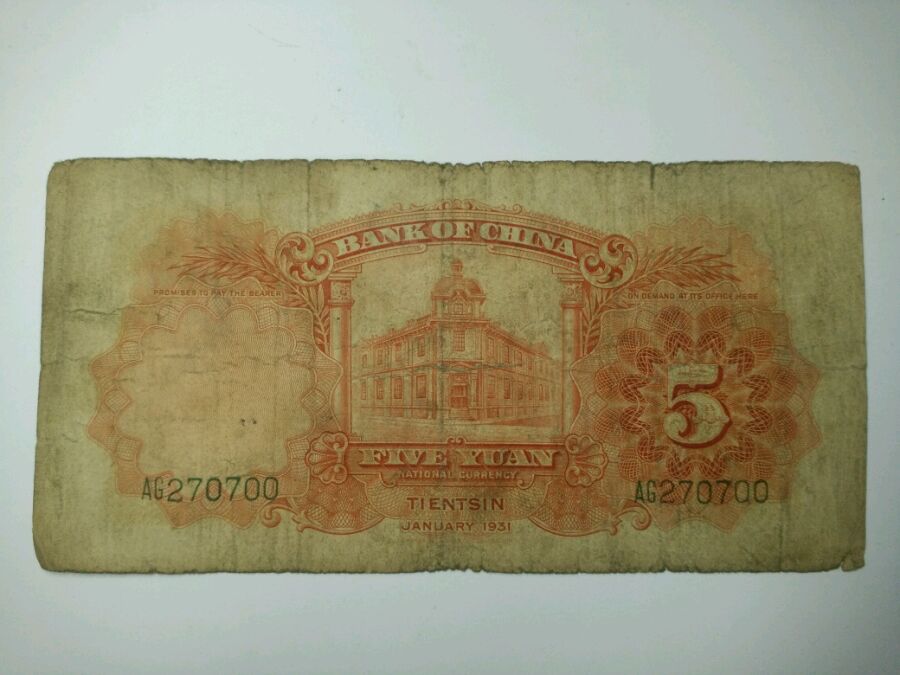 BANK OF CHINA
PROMISES TO PAY THE BEARER
ON DEMAND AT ITS OFFICE HERE
5
FIVE YUAN
NATIONAL CURRENCY
AG270700
AG270700
TIENTSIN
JANUARY 1931